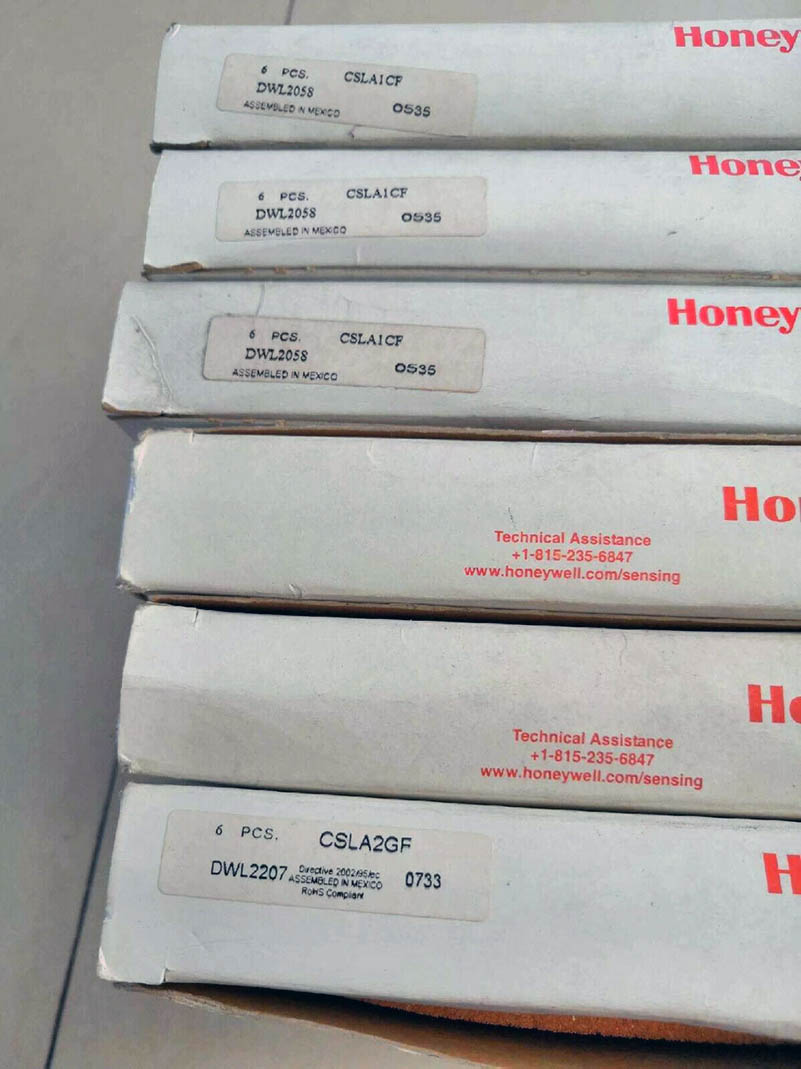 Honey
6 PCS. CSLA1CF
DWL2058
ASSEMBLED IN MEXICO 0535
Honey
6 PCS. CSLA1CF
DWL2058 0535
ASSEMBLED IN MEXICO
Honey
6 PCS. CSLA1CF
DWL2058
ASSEMBLED IN MEXICO 0535
Ho
Technical Assistance
+1-815-235-6847
www.honeywell.com/sensing
Ho
Technical Assistance
+1-815-235-6847
www.honeywell.com/sensing
6 PCS. CSLA2GF
H
DWL2207 Directive 2002/95/ec 0733
ASSEMBLED IN MEXICO
RoHS Compliant